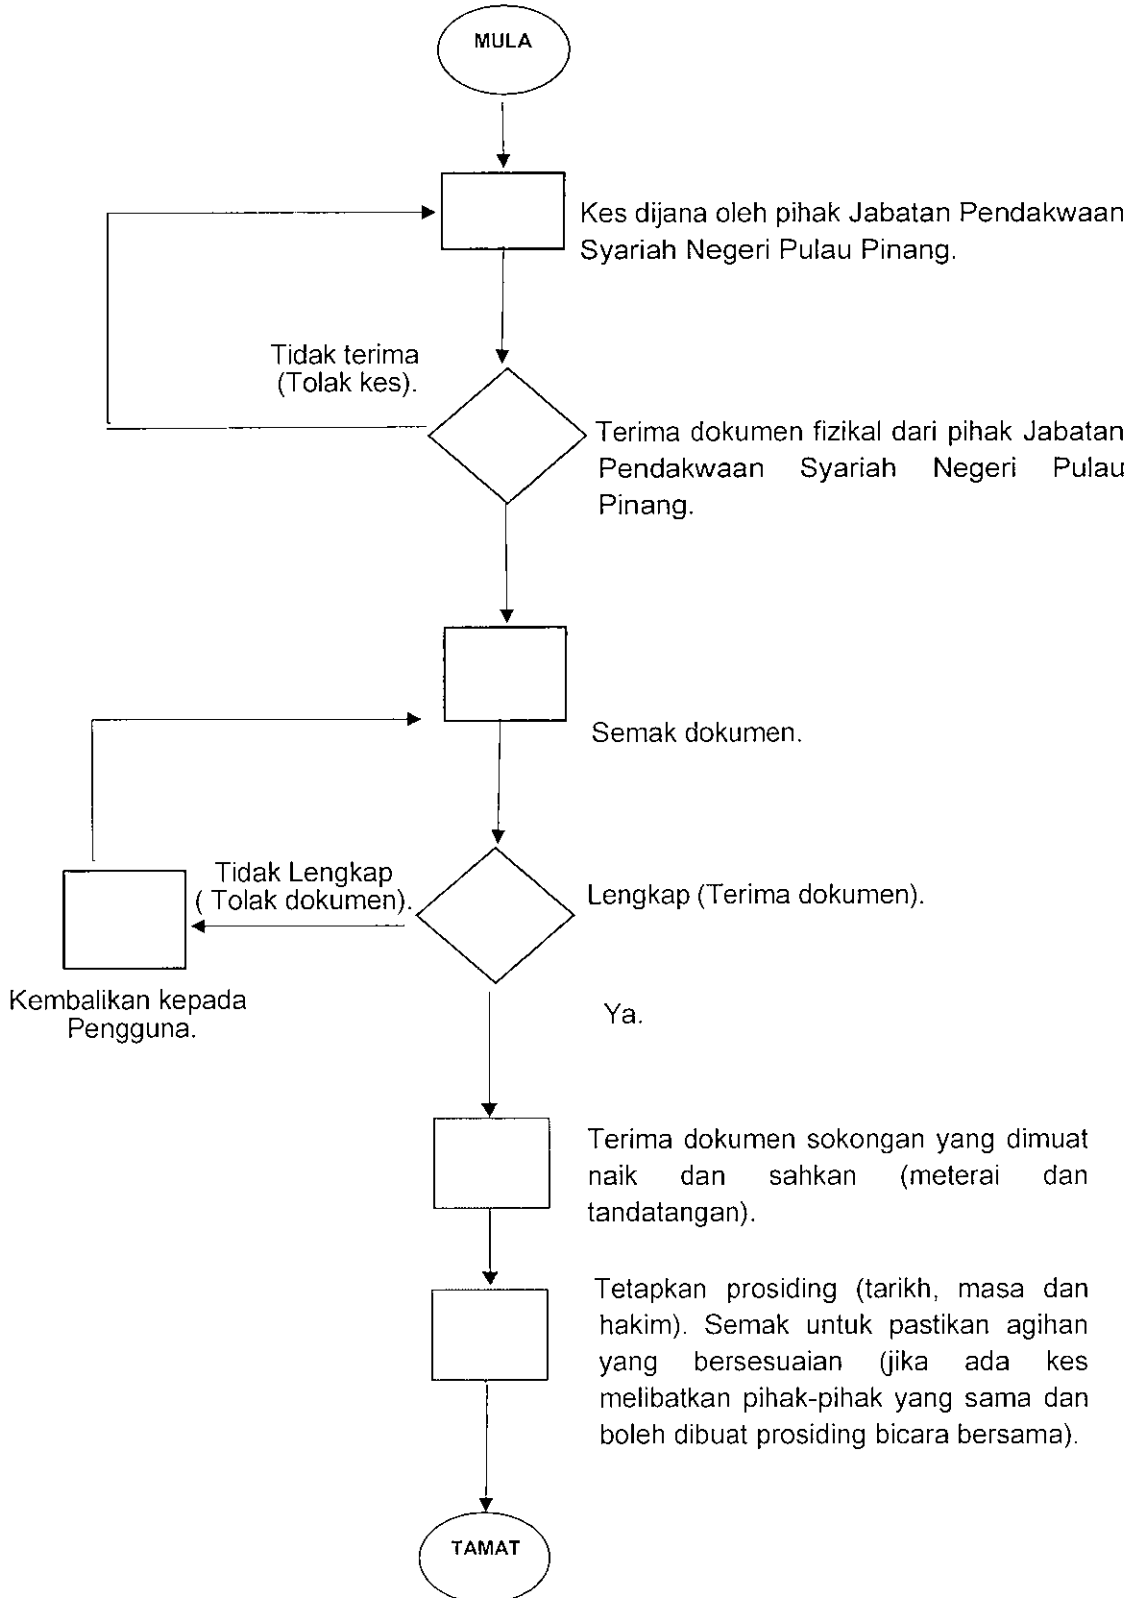 MULA
Kes dijana oleh pihak Jabatan Pendakwaan
Syariah Negeri Pulau Pinang.
Tidak terima
(Tolak kes).
Terima dokumen fizikal dari pihak Jabatan
Pendakwaan Syariah Negeri Pulau
Pinang.
Semak dokumen.
Tidak Lengkap
( Tolak dokumen).
Lengkap (Terima dokumen).
Kembalikan kepada
Pengguna.
Ya.
Terima dokumen sokongan yang dimuat
naik dan sahkan (meterai dan
tandatangan).
Tetapkan prosiding (tarikh, masa dan
hakim). Semak untuk pastikan agihan
yang bersesuaian (jika ada kes
melibatkan pihak-pihak yang sama dan
boleh dibuat prosiding bicara bersama).
TAMAT